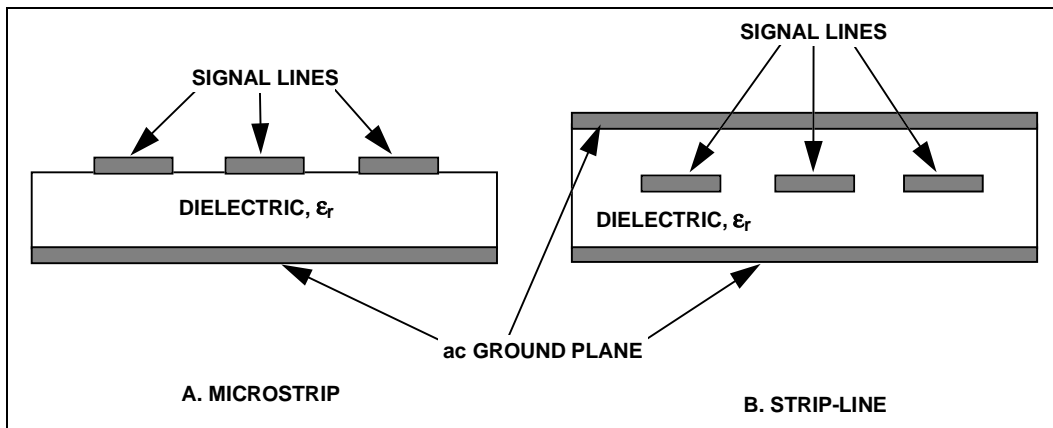 SIGNAL LINES
DIELECTRIC, εr
A. MICROSTRIP
SIGNAL LINES
DIELECTRIC, εr
B. STRIP-LINE
ac GROUND PLANE